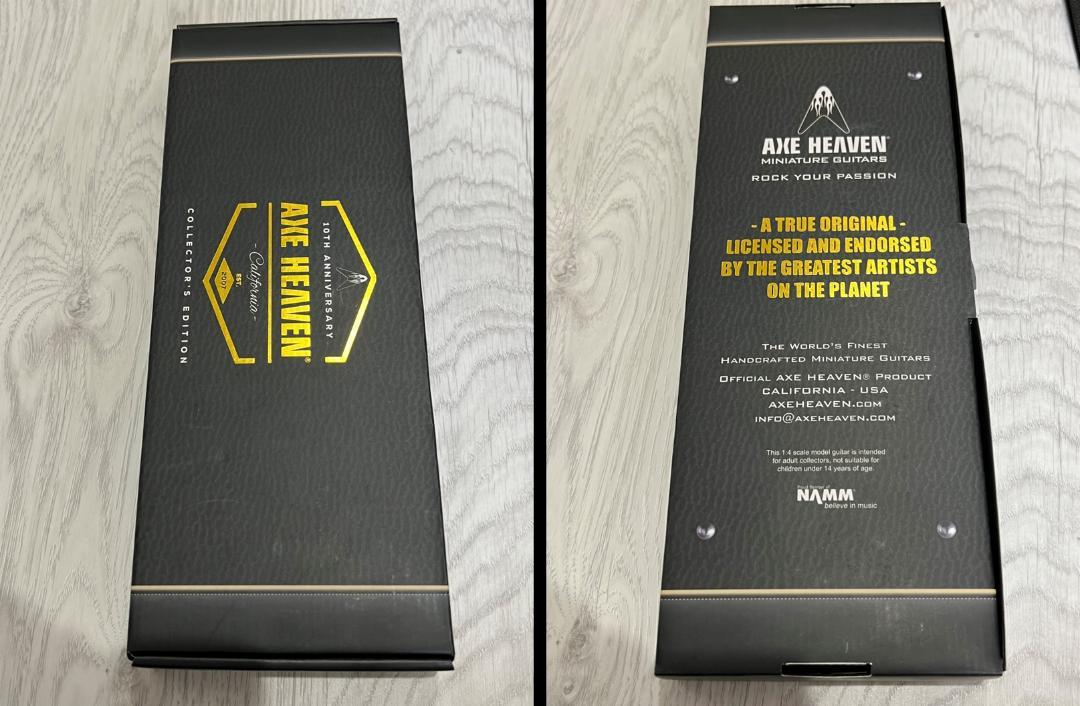 10TH ANNIVERSARY
AXE HEAVEN®
- California -
EST.
2007
COLLECTOR'S EDITION
AXE HEAVEN®
MINIATURE GUITARS
ROCK YOUR PASSION
- A TRUE ORIGINAL -
LICENSED AND ENDORSED
BY THE GREATEST ARTISTS
ON THE PLANET
The World's Finest
Handcrafted Miniature Guitars
Official AXE HEAVEN® Product
CALIFORNIA - USA
AXEHEAVEN.com
info@axeheaven.com
This 1:4 scale model guitar is intended
for adult collectors, not suitable for
children under 14 years of age.
Proud Member of
NAMM
believe in music